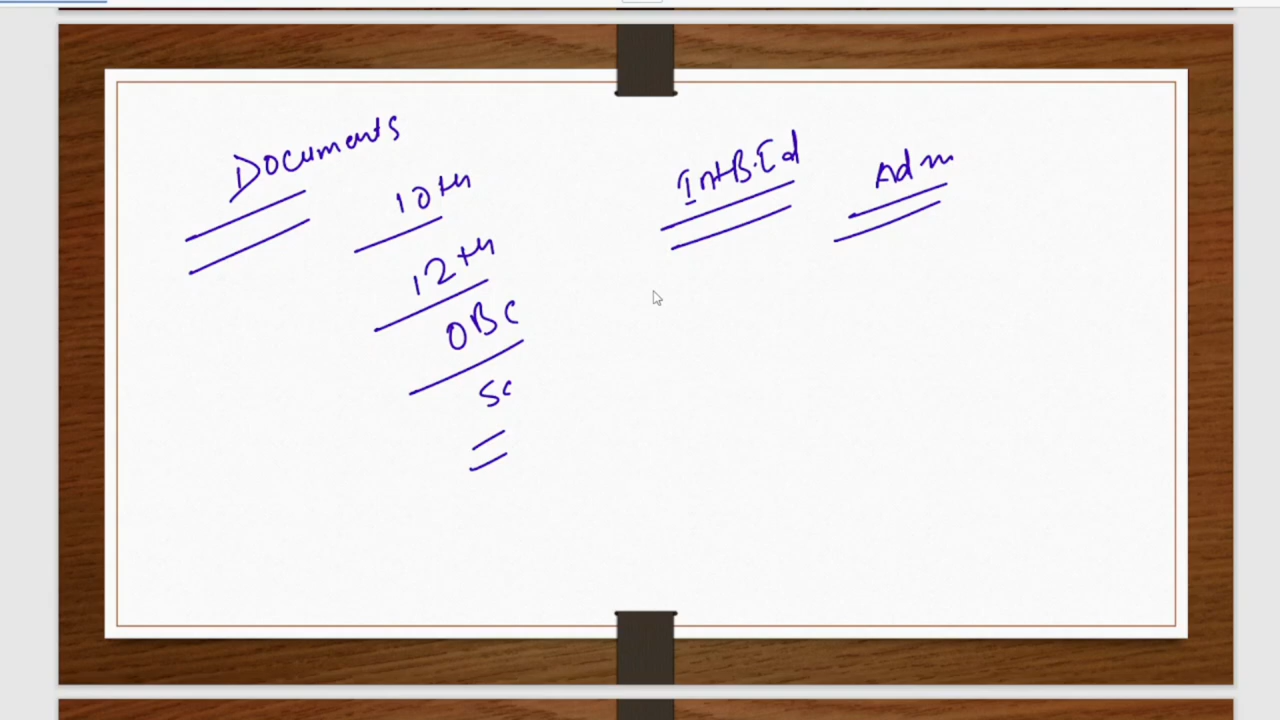 Documents
10th
12th
OBC
SC
Int B.Ed Adm